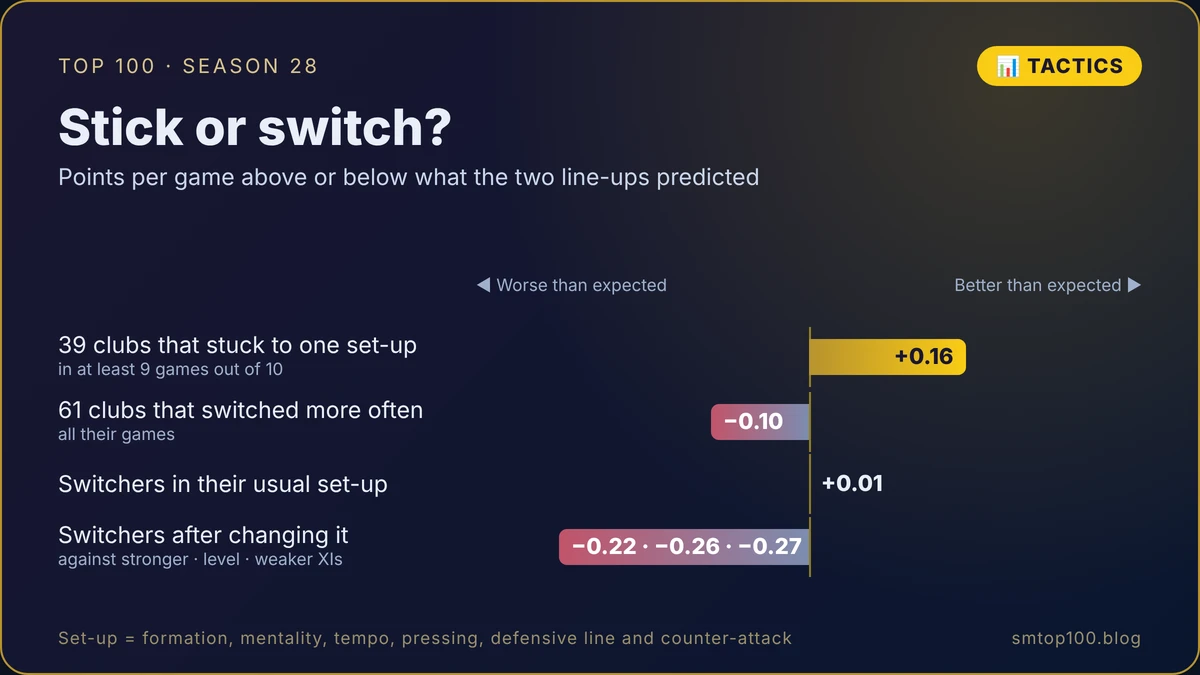 TOP 100 · SEASON 28
📊 TACTICS
Stick or switch?
Points per game above or below what the two line-ups predicted
◀ Worse than expected
Better than expected ▶
39 clubs that stuck to one set-up
in at least 9 games out of 10
+0.16
61 clubs that switched more often
all their games
−0.10
Switchers in their usual set-up
+0.01
Switchers after changing it
against stronger · level · weaker XIs
−0.22 · −0.26 · −0.27
Set-up = formation, mentality, tempo, pressing, defensive line and counter-attack
smtop100.blog